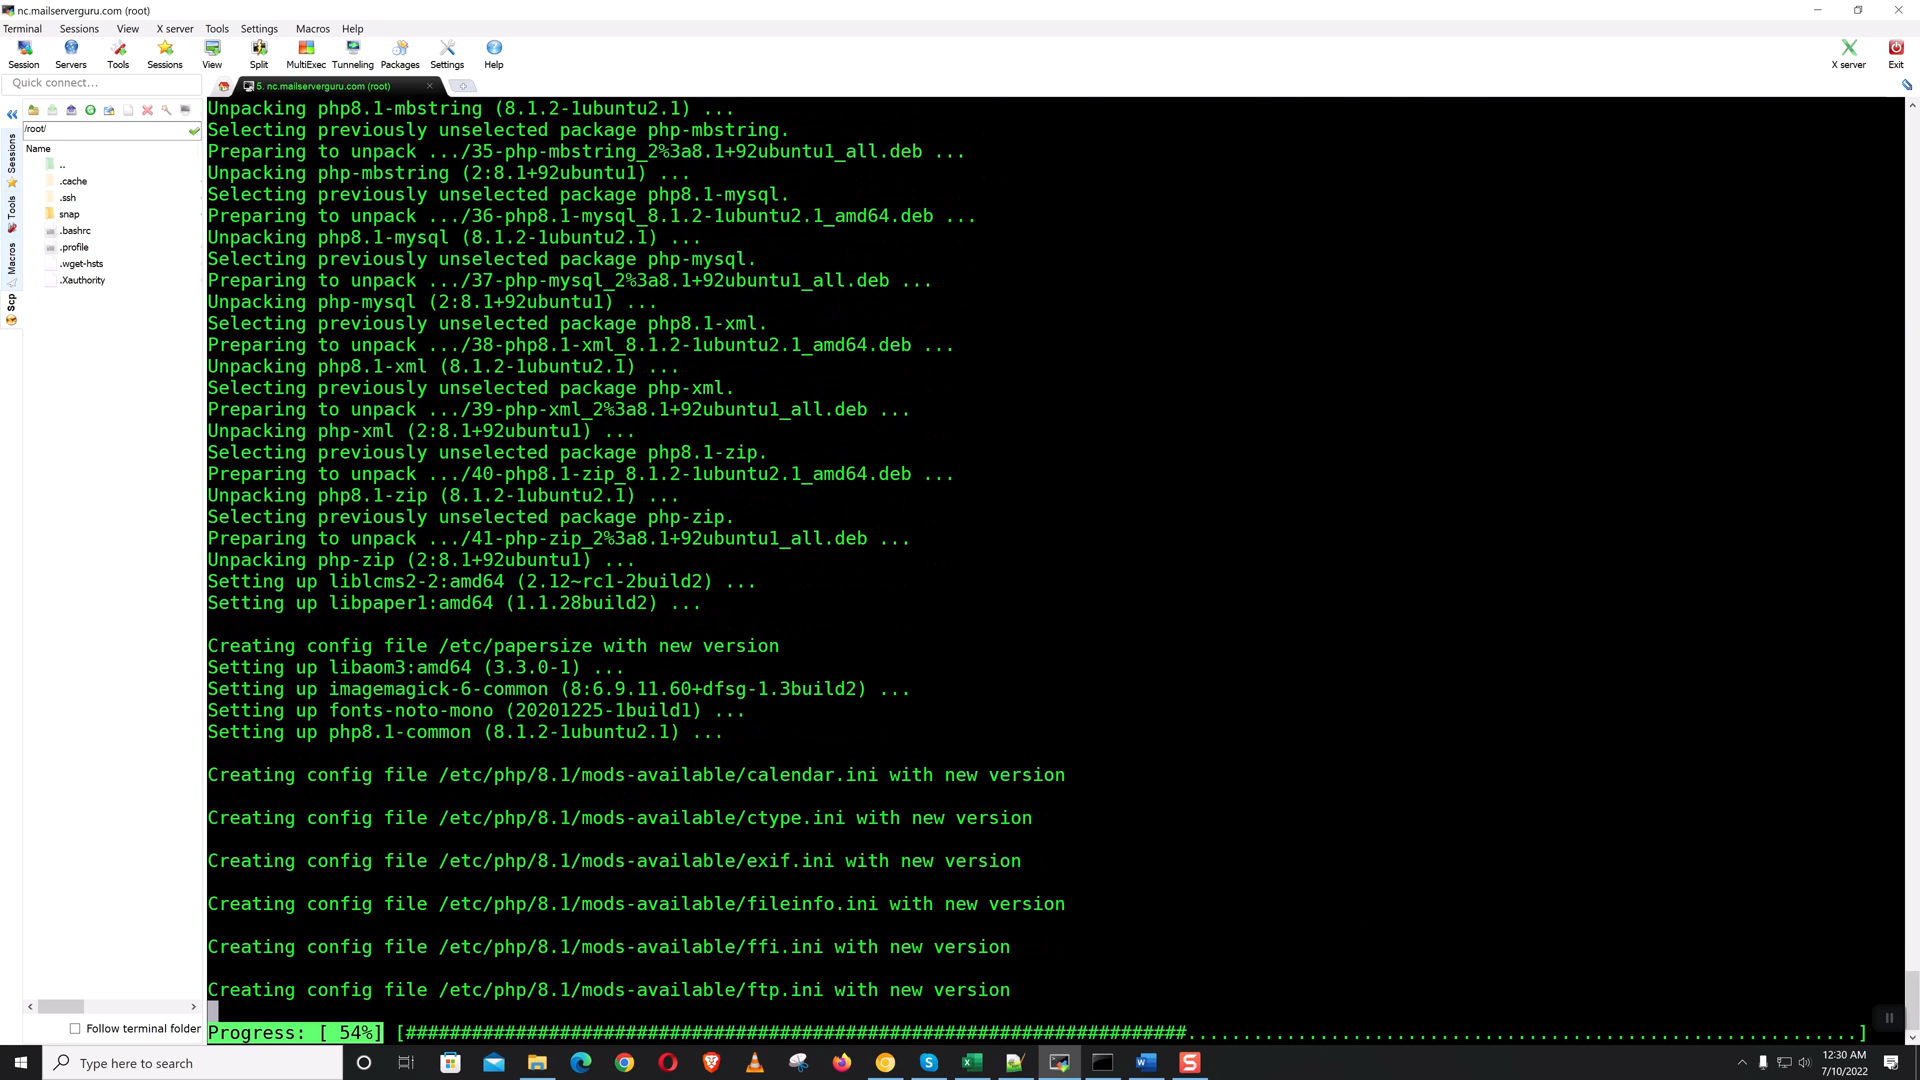 nc.mailserverguru.com (root)
Terminal Sessions View X server Tools Settings Macros Help
Session Servers Tools Sessions View Split MultiExec Tunneling Packages Settings Help X server Exit
Quick connect...
5. nc.mailserverguru.com (root)
/root/
Name
..
.cache
.ssh
snap
.bashrc
.profile
.wget-hsts
.Xauthority
Sessions
Tools
Macros
Scp
Follow terminal folder
Unpacking php8.1-mbstring (8.1.2-1ubuntu2.1) ...
Selecting previously unselected package php-mbstring.
Preparing to unpack .../35-php-mbstring_2%3a8.1+92ubuntu1_all.deb ...
Unpacking php-mbstring (2:8.1+92ubuntu1) ...
Selecting previously unselected package php8.1-mysql.
Preparing to unpack .../36-php8.1-mysql_8.1.2-1ubuntu2.1_amd64.deb ...
Unpacking php8.1-mysql (8.1.2-1ubuntu2.1) ...
Selecting previously unselected package php-mysql.
Preparing to unpack .../37-php-mysql_2%3a8.1+92ubuntu1_all.deb ...
Unpacking php-mysql (2:8.1+92ubuntu1) ...
Selecting previously unselected package php8.1-xml.
Preparing to unpack .../38-php8.1-xml_8.1.2-1ubuntu2.1_amd64.deb ...
Unpacking php8.1-xml (8.1.2-1ubuntu2.1) ...
Selecting previously unselected package php-xml.
Preparing to unpack .../39-php-xml_2%3a8.1+92ubuntu1_all.deb ...
Unpacking php-xml (2:8.1+92ubuntu1) ...
Selecting previously unselected package php8.1-zip.
Preparing to unpack .../40-php8.1-zip_8.1.2-1ubuntu2.1_amd64.deb ...
Unpacking php8.1-zip (8.1.2-1ubuntu2.1) ...
Selecting previously unselected package php-zip.
Preparing to unpack .../41-php-zip_2%3a8.1+92ubuntu1_all.deb ...
Unpacking php-zip (2:8.1+92ubuntu1) ...
Setting up liblcms2-2:amd64 (2.12~rc1-2build2) ...
Setting up libpaper1:amd64 (1.1.28build2) ...
Creating config file /etc/papersize with new version
Setting up libaom3:amd64 (3.3.0-1) ...
Setting up imagemagick-6-common (8:6.9.11.60+dfsg-1.3build2) ...
Setting up fonts-noto-mono (20201225-1build1) ...
Setting up php8.1-common (8.1.2-1ubuntu2.1) ...
Creating config file /etc/php/8.1/mods-available/calendar.ini with new version
Creating config file /etc/php/8.1/mods-available/ctype.ini with new version
Creating config file /etc/php/8.1/mods-available/exif.ini with new version
Creating config file /etc/php/8.1/mods-available/fileinfo.ini with new version
Creating config file /etc/php/8.1/mods-available/ffi.ini with new version
Creating config file /etc/php/8.1/mods-available/ftp.ini with new version
Progress: [ 54%] [#######################################################################.............................................................]
Type here to search
12:30 AM
7/10/2022